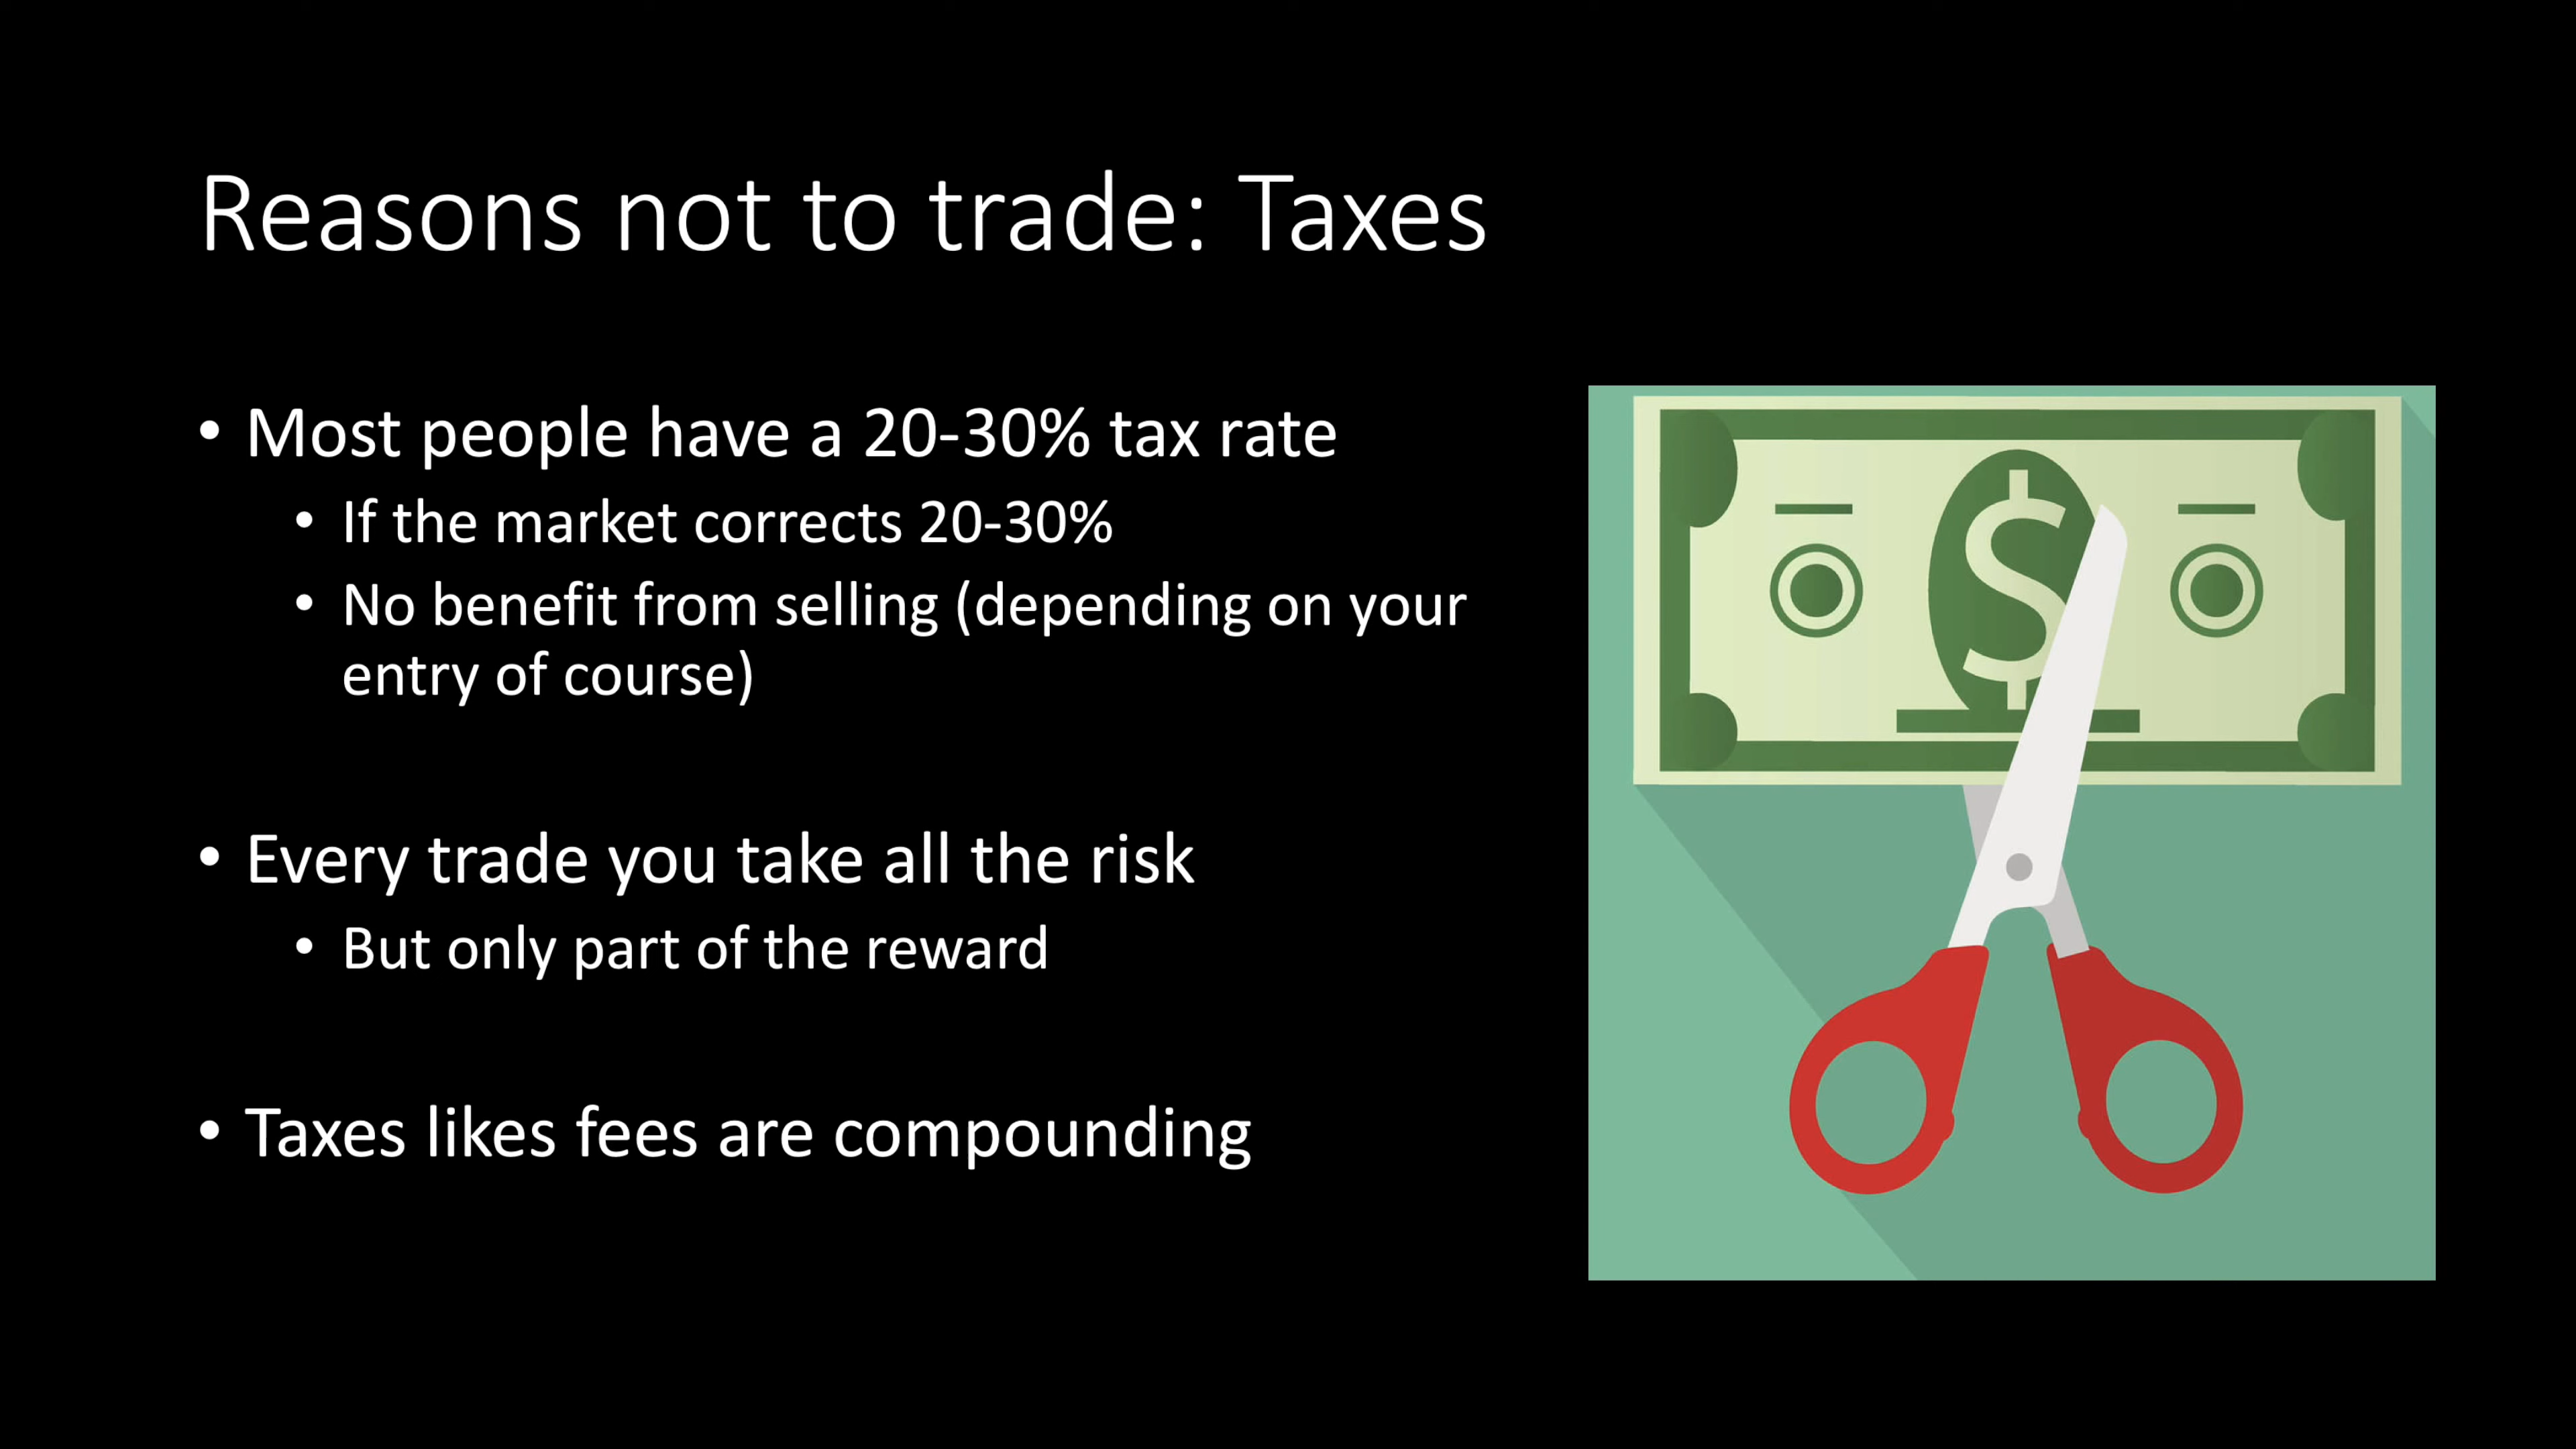 Reasons not to trade: Taxes
• Most people have a 20-30% tax rate
• If the market corrects 20-30%
• No benefit from selling (depending on your
entry of course)
• Every trade you take all the risk
• But only part of the reward
• Taxes likes fees are compounding
$